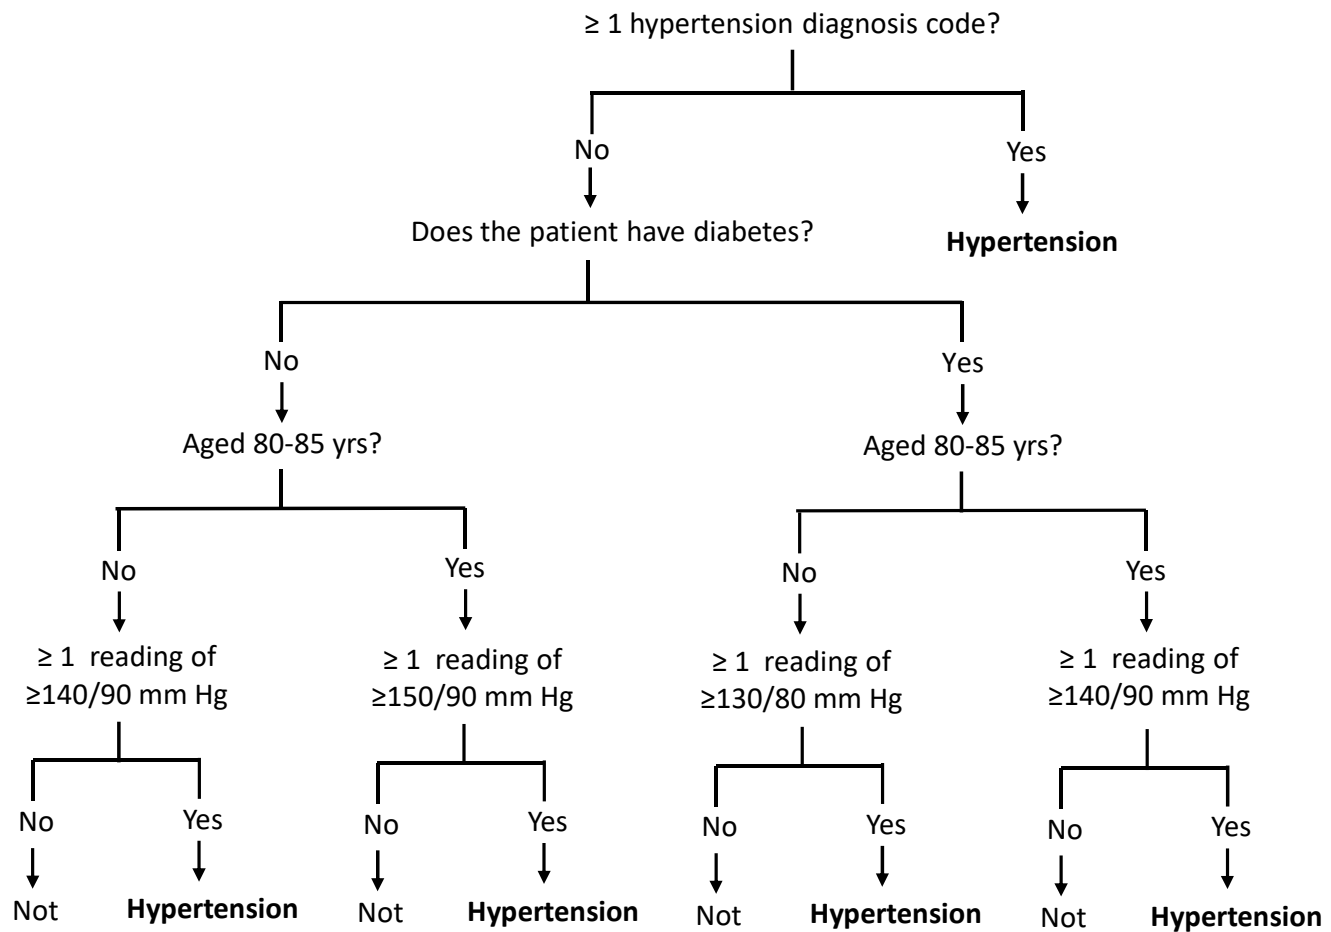 ≥ 1 hypertension diagnosis code?
No
Yes
Does the patient have diabetes?
Hypertension
No
Yes
Aged 80-85 yrs?
Aged 80-85 yrs?
No
Yes
No
Yes
≥ 1 reading of
≥140/90 mm Hg
≥ 1 reading of
≥150/90 mm Hg
≥ 1 reading of
≥130/80 mm Hg
≥ 1 reading of
≥140/90 mm Hg
No
Yes
No
Yes
No
Yes
No
Yes
Not
Hypertension
Not
Hypertension
Not
Hypertension
Not
Hypertension